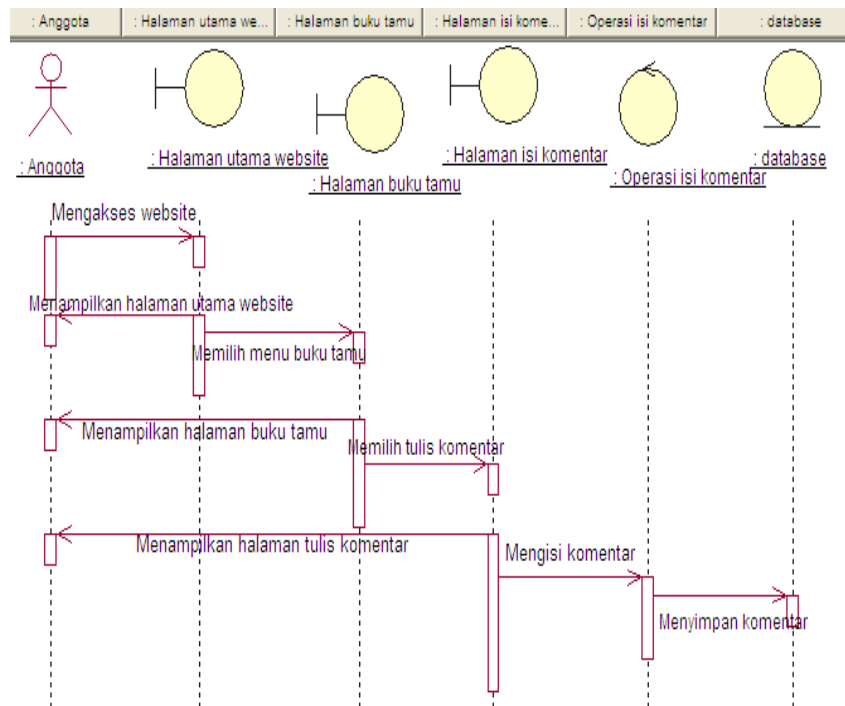 : Anggota
: Halaman utama we...
: Halaman buku tamu
: Halaman isi kome...
: Operasi isi komentar
: database
: Anggota
: Halaman utama website
: Halaman buku tamu
: Halaman isi komentar
: Operasi isi komentar
: database
Mengakses website
Menampilkan halaman utama website
Memilih menu buku tamu
Menampilkan halaman buku tamu
Memilih tulis komentar
Menampilkan halaman tulis komentar
Mengisi komentar
Menyimpan komentar